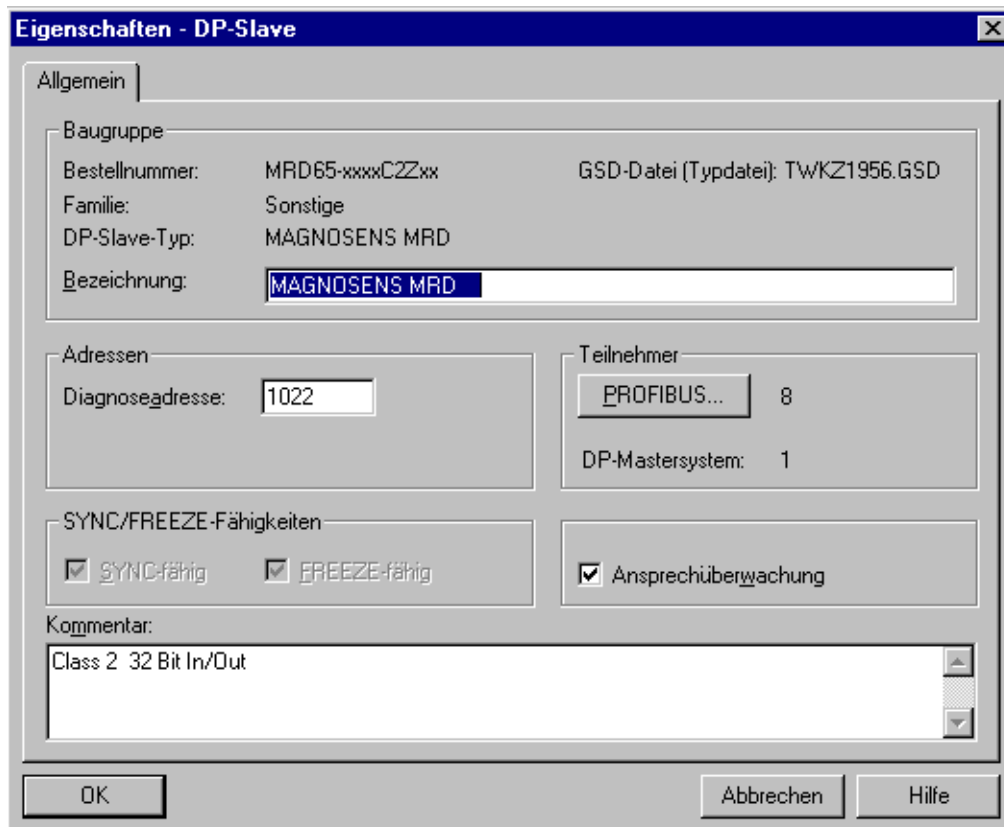 Eigenschaften - DP-Slave
Allgemein
Baugruppe
Bestellnummer: MRD65-xxxxC2Zxx GSD-Datei (Typdatei): TWKZ1956.GSD
Familie: Sonstige
DP-Slave-Typ: MAGNOSENS MRD
Bezeichnung: MAGNOSENS MRD
Adressen
Diagnoseadresse: 1022
Teilnehmer
PROFIBUS... 8
DP-Mastersystem: 1
SYNC/FREEZE-Fähigkeiten
SYNC-fähig FREEZE-fähig
Ansprechüberwachung
Kommentar:
Class 2 32 Bit In/Out
OK Abbrechen Hilfe